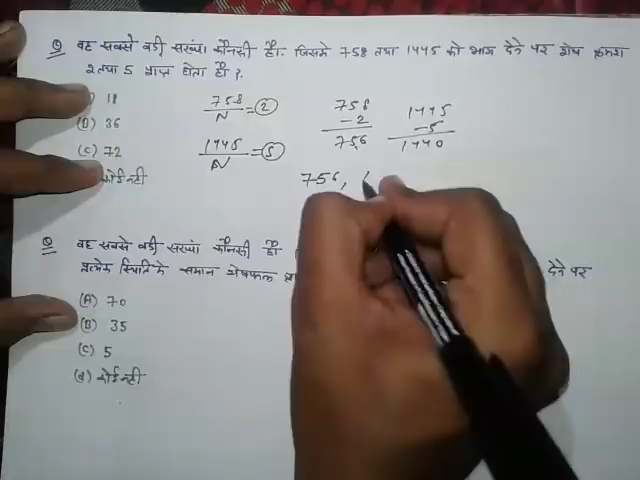 Q वह सबसे बड़ी संख्या कौनसी है। जिसमे 758 तथा 1445 को भाग देने पर शेष क्रमश
2 तथा 5 प्राप्त होता है?
18
(B) 36
(C) 72
कोई नही
758/N = 2
1445/N = 5
758
-2
756
1445
-5
1440
756,
Q वह सबसे बड़ी संख्या कौनसी है
देने पर
प्रत्येक स्थिति में समान शेषफल
(A) 70
(B) 35
(C) 5
(D) कोई नही